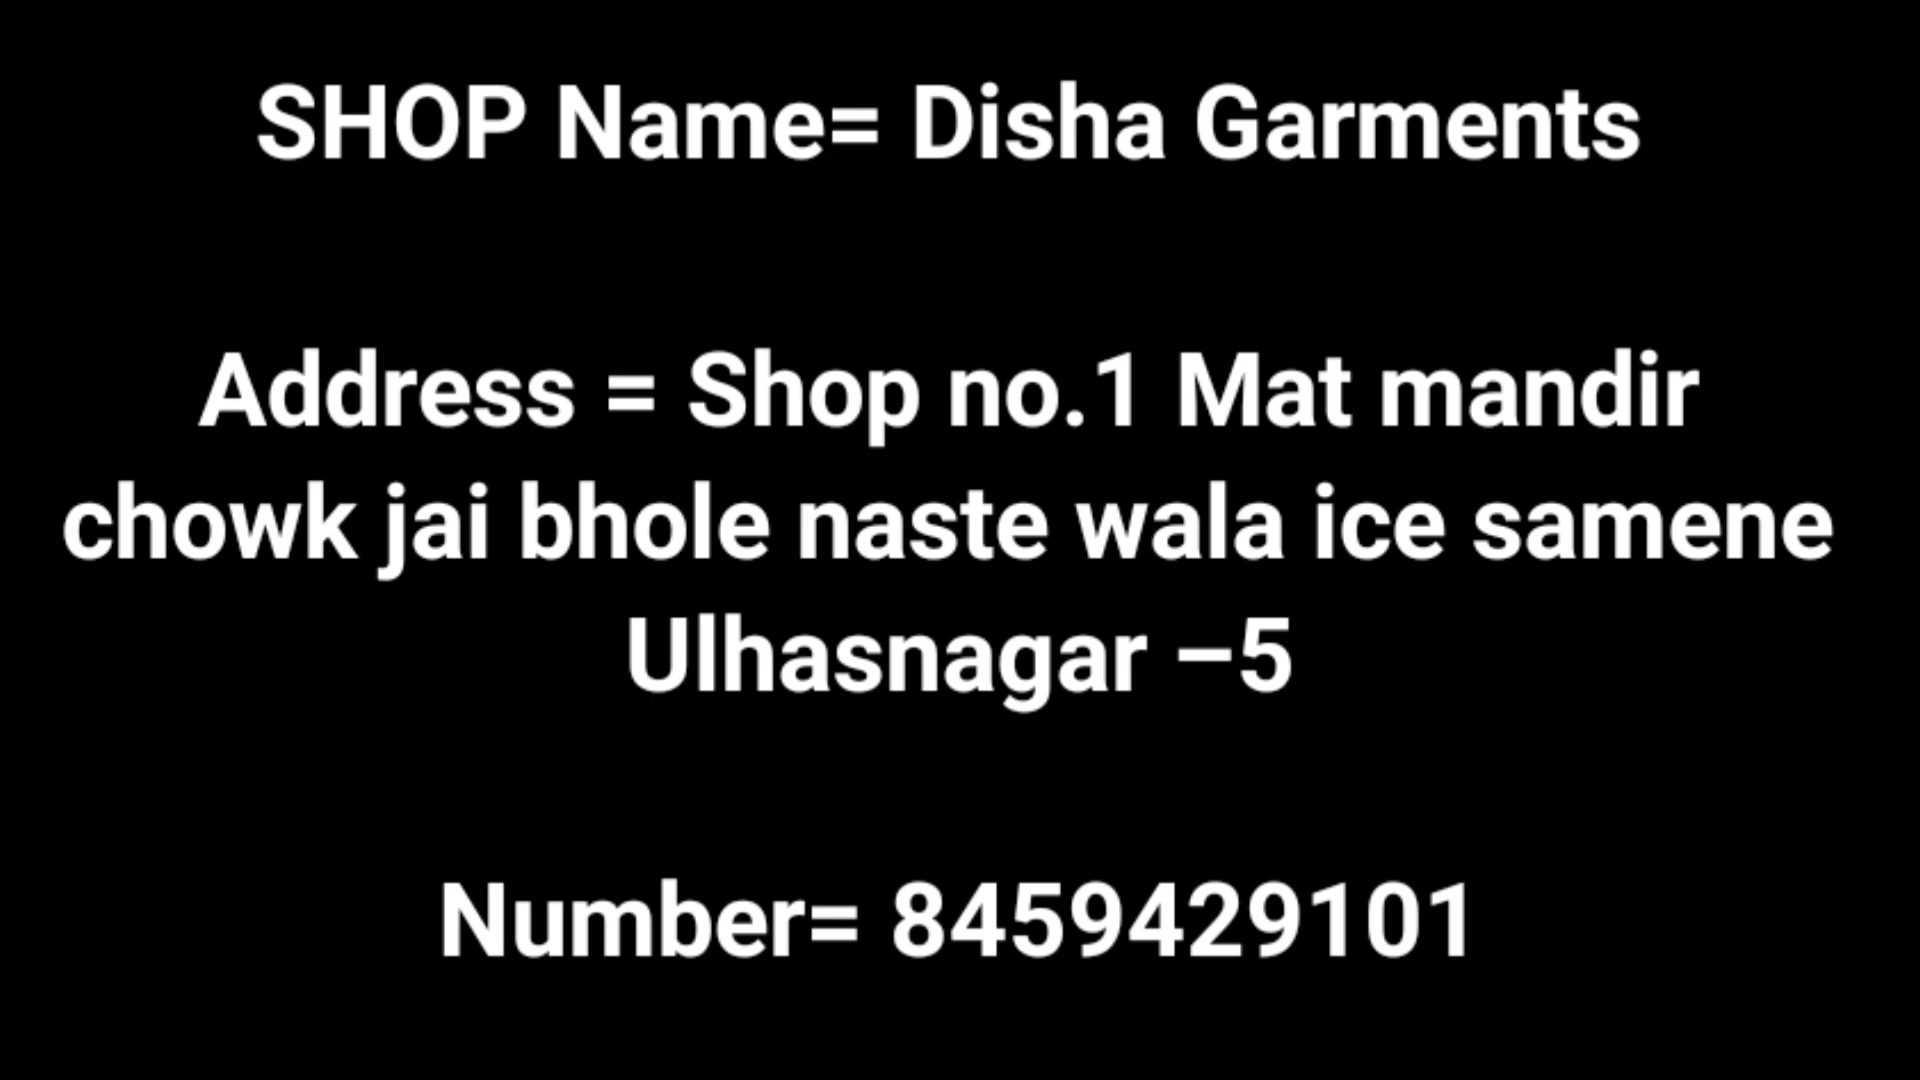 SHOP Name= Disha Garments
Address = Shop no.1 Mat mandir
chowk jai bhole naste wala ice samene
Ulhasnagar –5
Number= 8459429101